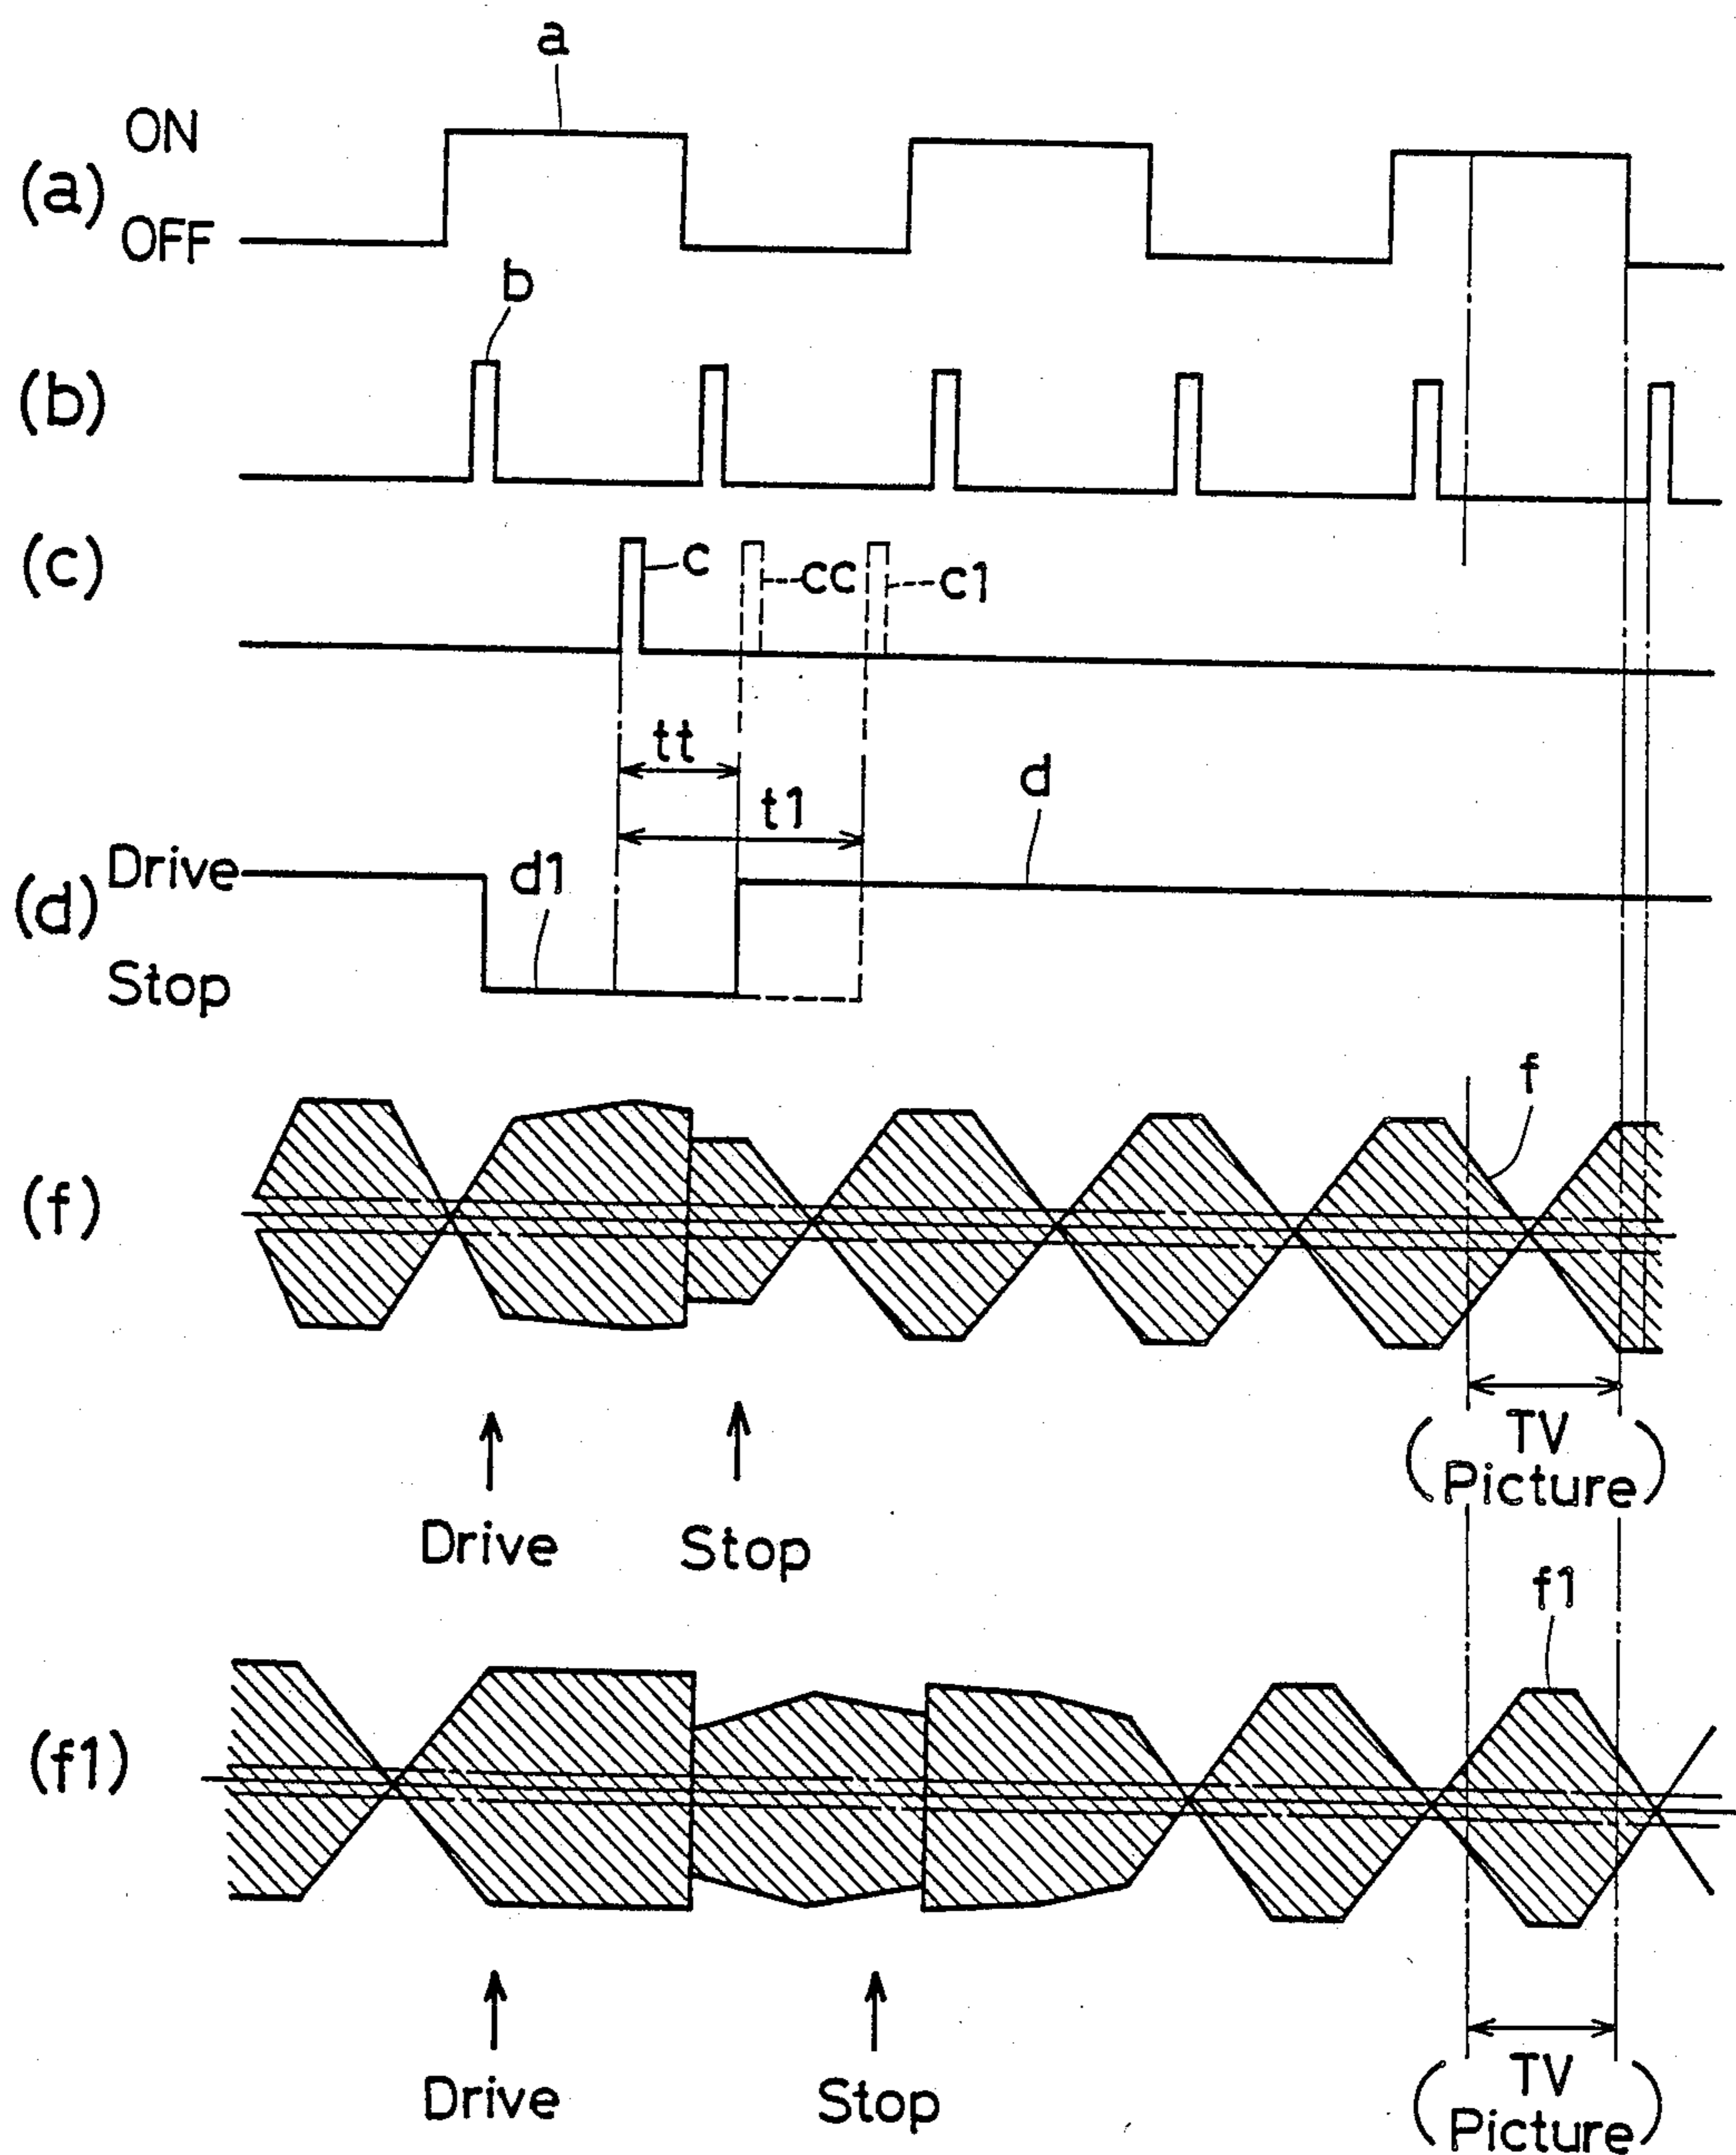 a
ON
(a)
OFF
b
(b)
(c)
c
cc
c1
tt
t1
d
Drive
d1
(d)
Stop
f
(f)
TV
(Picture)
Drive
Stop
f1
(f1)
Drive
Stop
TV
(Picture)